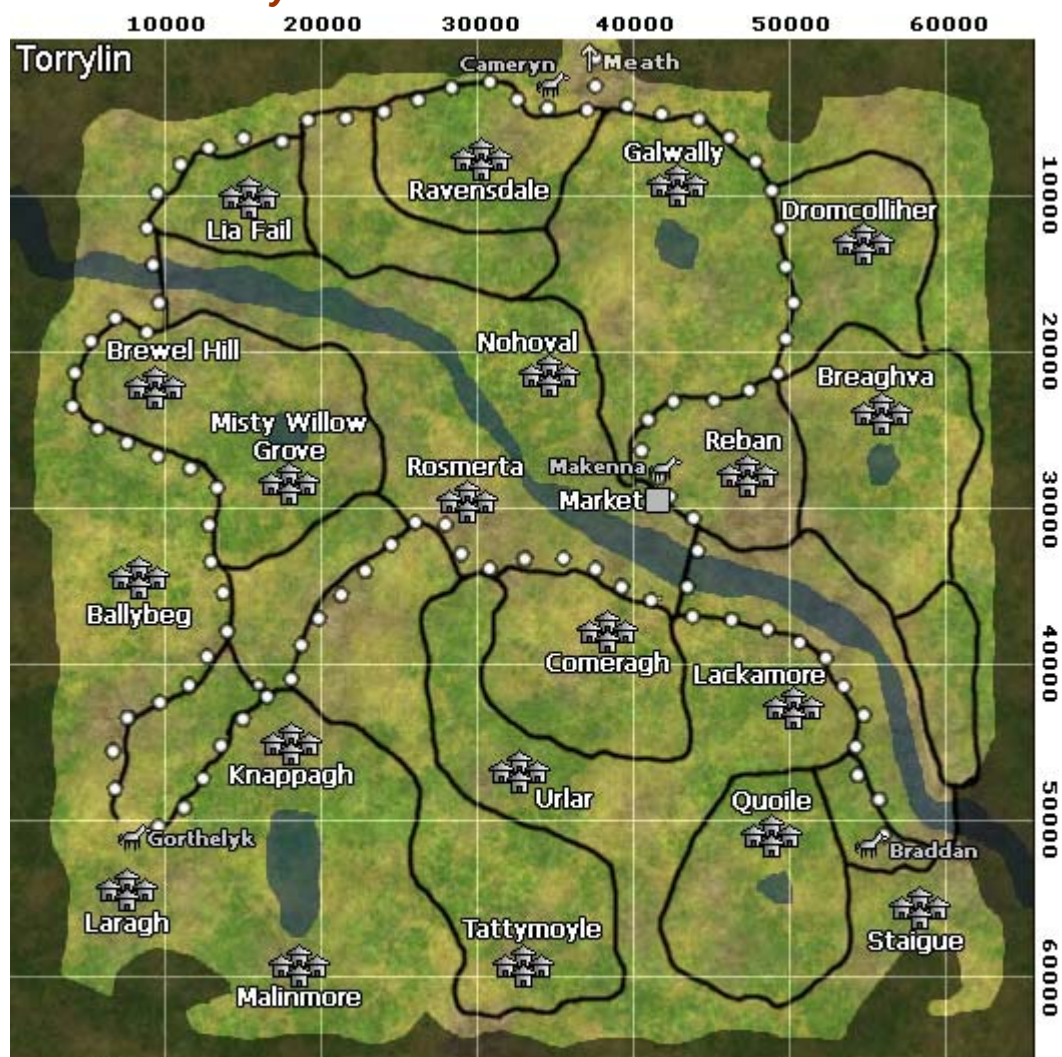 10000 20000 30000 40000 50000 60000
Torrylin
Cameryn
Meath
Galwally
Ravensdale
Lia Fail
Dromcolliher
Nohoval
Brewel Hill
Breaghva
Misty Willow
Grove
Reban
Rosmerta
Makenna
Market
Ballybeg
Comeragh
Lackamore
Knappagh
Urlar
Quoile
Gorthelyk
Braddan
Laragh
Tattymoyle
Staigue
Malinmore
10000
20000
30000
40000
50000
60000